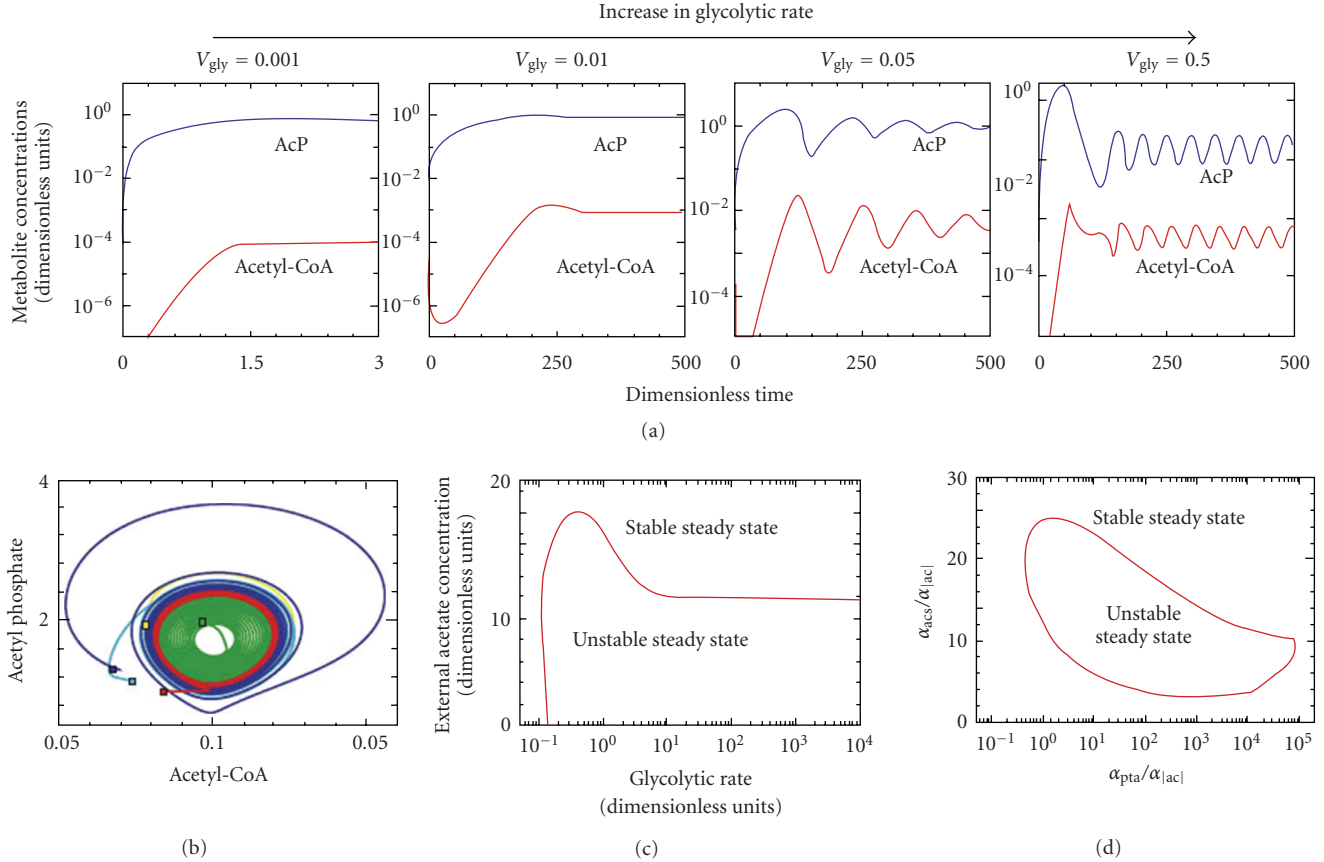 Increase in glycolytic rate
V_gly = 0.001
V_gly = 0.01
V_gly = 0.05
V_gly = 0.5
Metabolite concentrations
(dimensionless units)
10^0
10^−2
10^−4
10^−6
AcP
Acetyl-CoA
0
1.5
3
10^0
10^−2
10^−4
10^−6
AcP
Acetyl-CoA
0
250
500
10^0
10^−2
10^−4
AcP
Acetyl-CoA
0
250
500
10^0
10^−2
10^−4
AcP
Acetyl-CoA
0
250
500
Dimensionless time
(a)
Acetyl phosphate
4
2
0.05
0.1
0.05
Acetyl-CoA
(b)
External acetate concentration
(dimensionless units)
20
10
0
Stable steady state
Unstable steady state
10^−1
10^0
10^1
10^2
10^3
10^4
Glycolytic rate
(dimensionless units)
(c)
α_acs/α_|ac|
30
20
10
0
Stable steady state
Unstable
steady state
10^−1
10^0
10^1
10^2
10^3
10^4
10^5
α_pta/α_|ac|
(d)